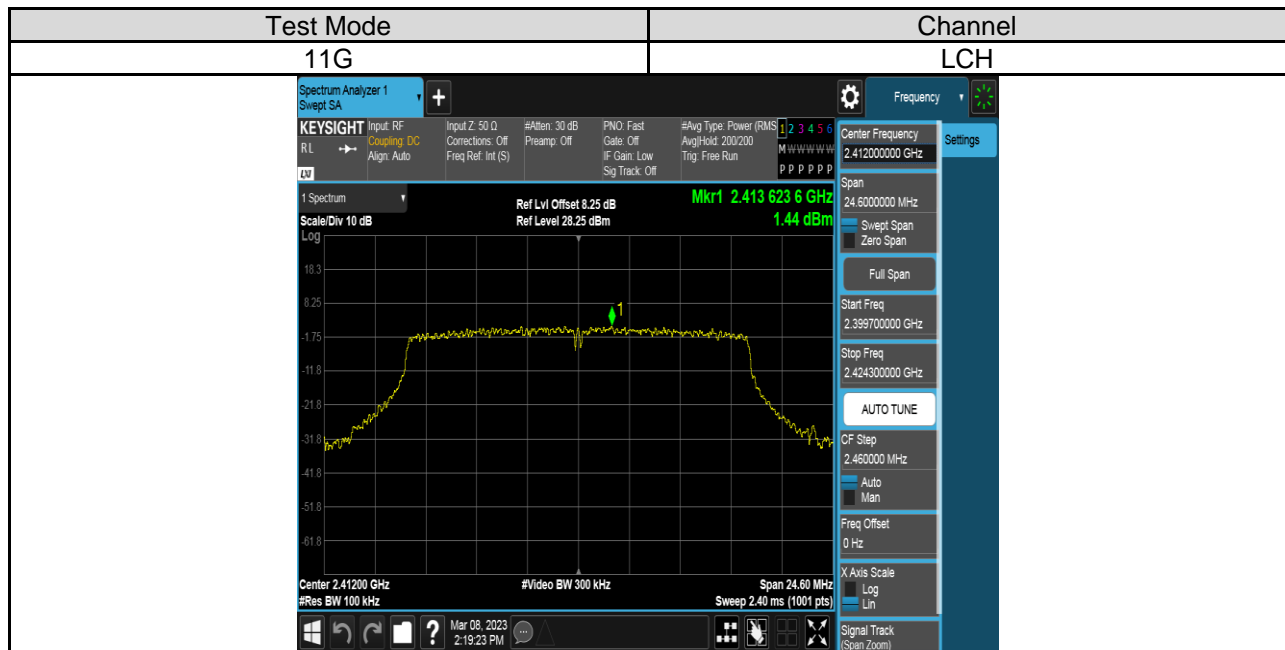 Test Mode
Channel
11G
LCH
Spectrum Analyzer 1
Swept SA
Frequency
KEYSIGHT
RL
LXI
Input: RF
Coupling: DC
Align: Auto
Input Z: 50 Ω
Corrections: Off
Freq Ref: Int (S)
#Atten: 30 dB
Preamp: Off
PNO: Fast
Gate: Off
IF Gain: Low
Sig Track: Off
#Avg Type: Power (RMS
Avg|Hold: 200/200
Trig: Free Run
1 2 3 4 5 6
M W W W W W
P P P P P P
1 Spectrum
Scale/Div 10 dB
Log
Ref Lvl Offset 8.25 dB
Ref Level 28.25 dBm
Mkr1 2.413 623 6 GHz
1.44 dBm
18.3
8.25
-1.75
-11.8
-21.8
-31.8
-41.8
-51.8
-61.8
1
Center 2.41200 GHz
#Res BW 100 kHz
#Video BW 300 kHz
Span 24.60 MHz
Sweep 2.40 ms (1001 pts)
Mar 08, 2023
2:19:23 PM
Center Frequency
2.412000000 GHz
Span
24.6000000 MHz
Swept Span
Zero Span
Full Span
Start Freq
2.399700000 GHz
Stop Freq
2.424300000 GHz
AUTO TUNE
CF Step
2.460000 MHz
Auto
Man
Freq Offset
0 Hz
X Axis Scale
Log
Lin
Signal Track
(Span Zoom)
Settings